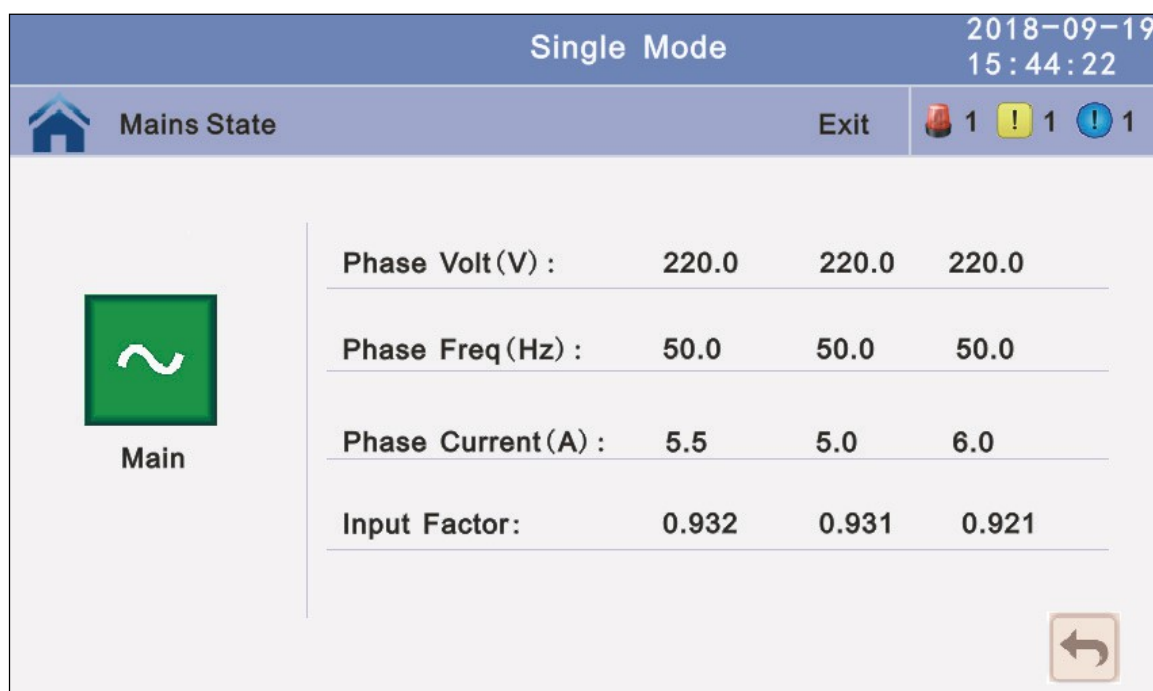 Single Mode
2018-09-19
15:44:22
Mains State Exit 1 ! 1 ! 1
Phase Volt(V): 220.0 220.0 220.0
Phase Freq(Hz): 50.0 50.0 50.0
Phase Current(A): 5.5 5.0 6.0
Main
Input Factor: 0.932 0.931 0.921